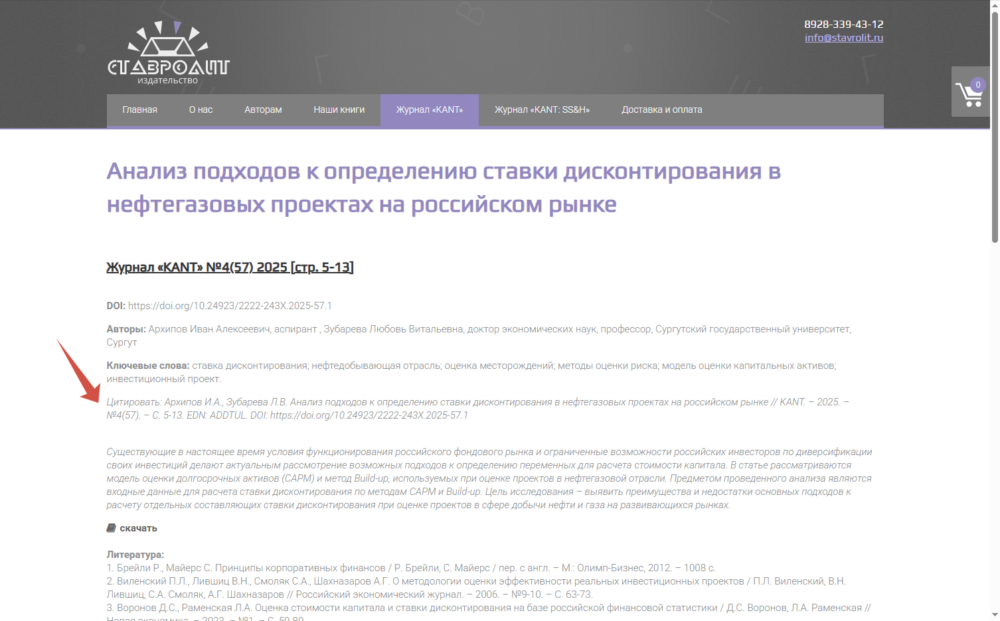 8928-339-43-12
info@stavrolit.ru
СТАВРОЛИТ
издательство
0
Главная О нас Авторам Наши книги Журнал «KANT» Журнал «KANT: SS&H» Доставка и оплата
Анализ подходов к определению ставки дисконтирования в
нефтегазовых проектах на российском рынке
Журнал «KANT» №4(57) 2025 [стр. 5-13]
DOI: https://doi.org/10.24923/2222-243X.2025-57.1
Авторы: Архипов Иван Алексеевич, аспирант , Зубарева Любовь Витальевна, доктор экономических наук, профессор, Сургутский государственный университет,
Сургут
Ключевые слова: ставка дисконтирования; нефтедобывающая отрасль; оценка месторождений; методы оценки риска; модель оценки капитальных активов;
инвестиционный проект.
Цитировать: Архипов И.А., Зубарева Л.В. Анализ подходов к определению ставки дисконтирования в нефтегазовых проектах на российском рынке // KANT. – 2025. –
№4(57). – С. 5-13. EDN: ADDTUL. DOI: https://doi.org/10.24923/2222-243X.2025-57.1
Существующие в настоящее время условия функционирования российского фондового рынка и ограниченные возможности российских инвесторов по диверсификации
своих инвестиций делают актуальным рассмотрение возможных подходов к определению переменных для расчета стоимости капитала. В статье рассматриваются
модель оценки долгосрочных активов (CAPM) и метод Build-up, используемых при оценке проектов в нефтегазовой отрасли. Предметом проведенного анализа являются
входные данные для расчета ставки дисконтирования по методам CAPM и Build-up. Цель исследования – выявить преимущества и недостатки основных подходов к
расчету отдельных составляющих ставки дисконтирования при оценке проектов в сфере добычи нефти и газа на развивающихся рынках.
скачать
Литература:
1. Брейли Р., Майерс С. Принципы корпоративных финансов / Р. Брейли, С. Майерс / пер. с англ. – М.: Олимп-Бизнес, 2012. – 1008 с.
2. Виленский П.Л., Лившиц В.Н., Смоляк С.А., Шахназаров А.Г. О методологии оценки эффективности реальных инвестиционных проектов / П.Л. Виленский, В.Н.
Лившиц, С.А. Смоляк, А.Г. Шахназаров // Российский экономический журнал. – 2006. – №9-10. – С. 63-73.
3. Воронов Д.С., Раменская Л.А. Оценка стоимости капитала и ставки дисконтирования на базе российской финансовой статистики / Д.С. Воронов, Л.А. Раменская //
Новая экономика. – 2023. – №1. – С. 50-80.